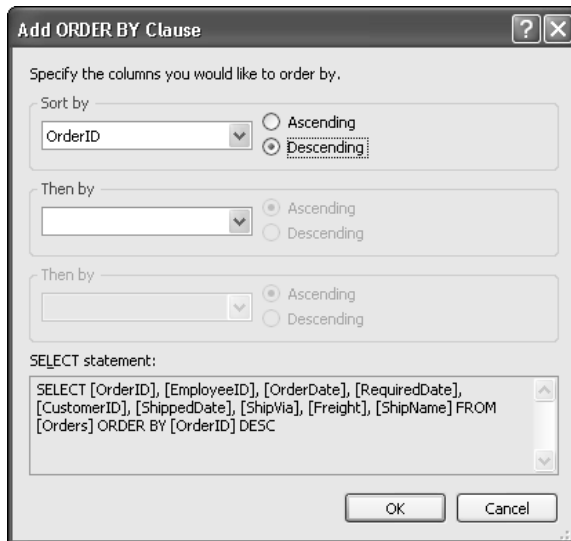 Add ORDER BY Clause
Specify the columns you would like to order by.
Sort by
OrderID
Ascending
Descending
Then by
Ascending
Descending
Then by
Ascending
Descending
SELECT statement:
SELECT [OrderID], [EmployeeID], [OrderDate], [RequiredDate],
[CustomerID], [ShippedDate], [ShipVia], [Freight], [ShipName] FROM
[Orders] ORDER BY [OrderID] DESC
OK Cancel